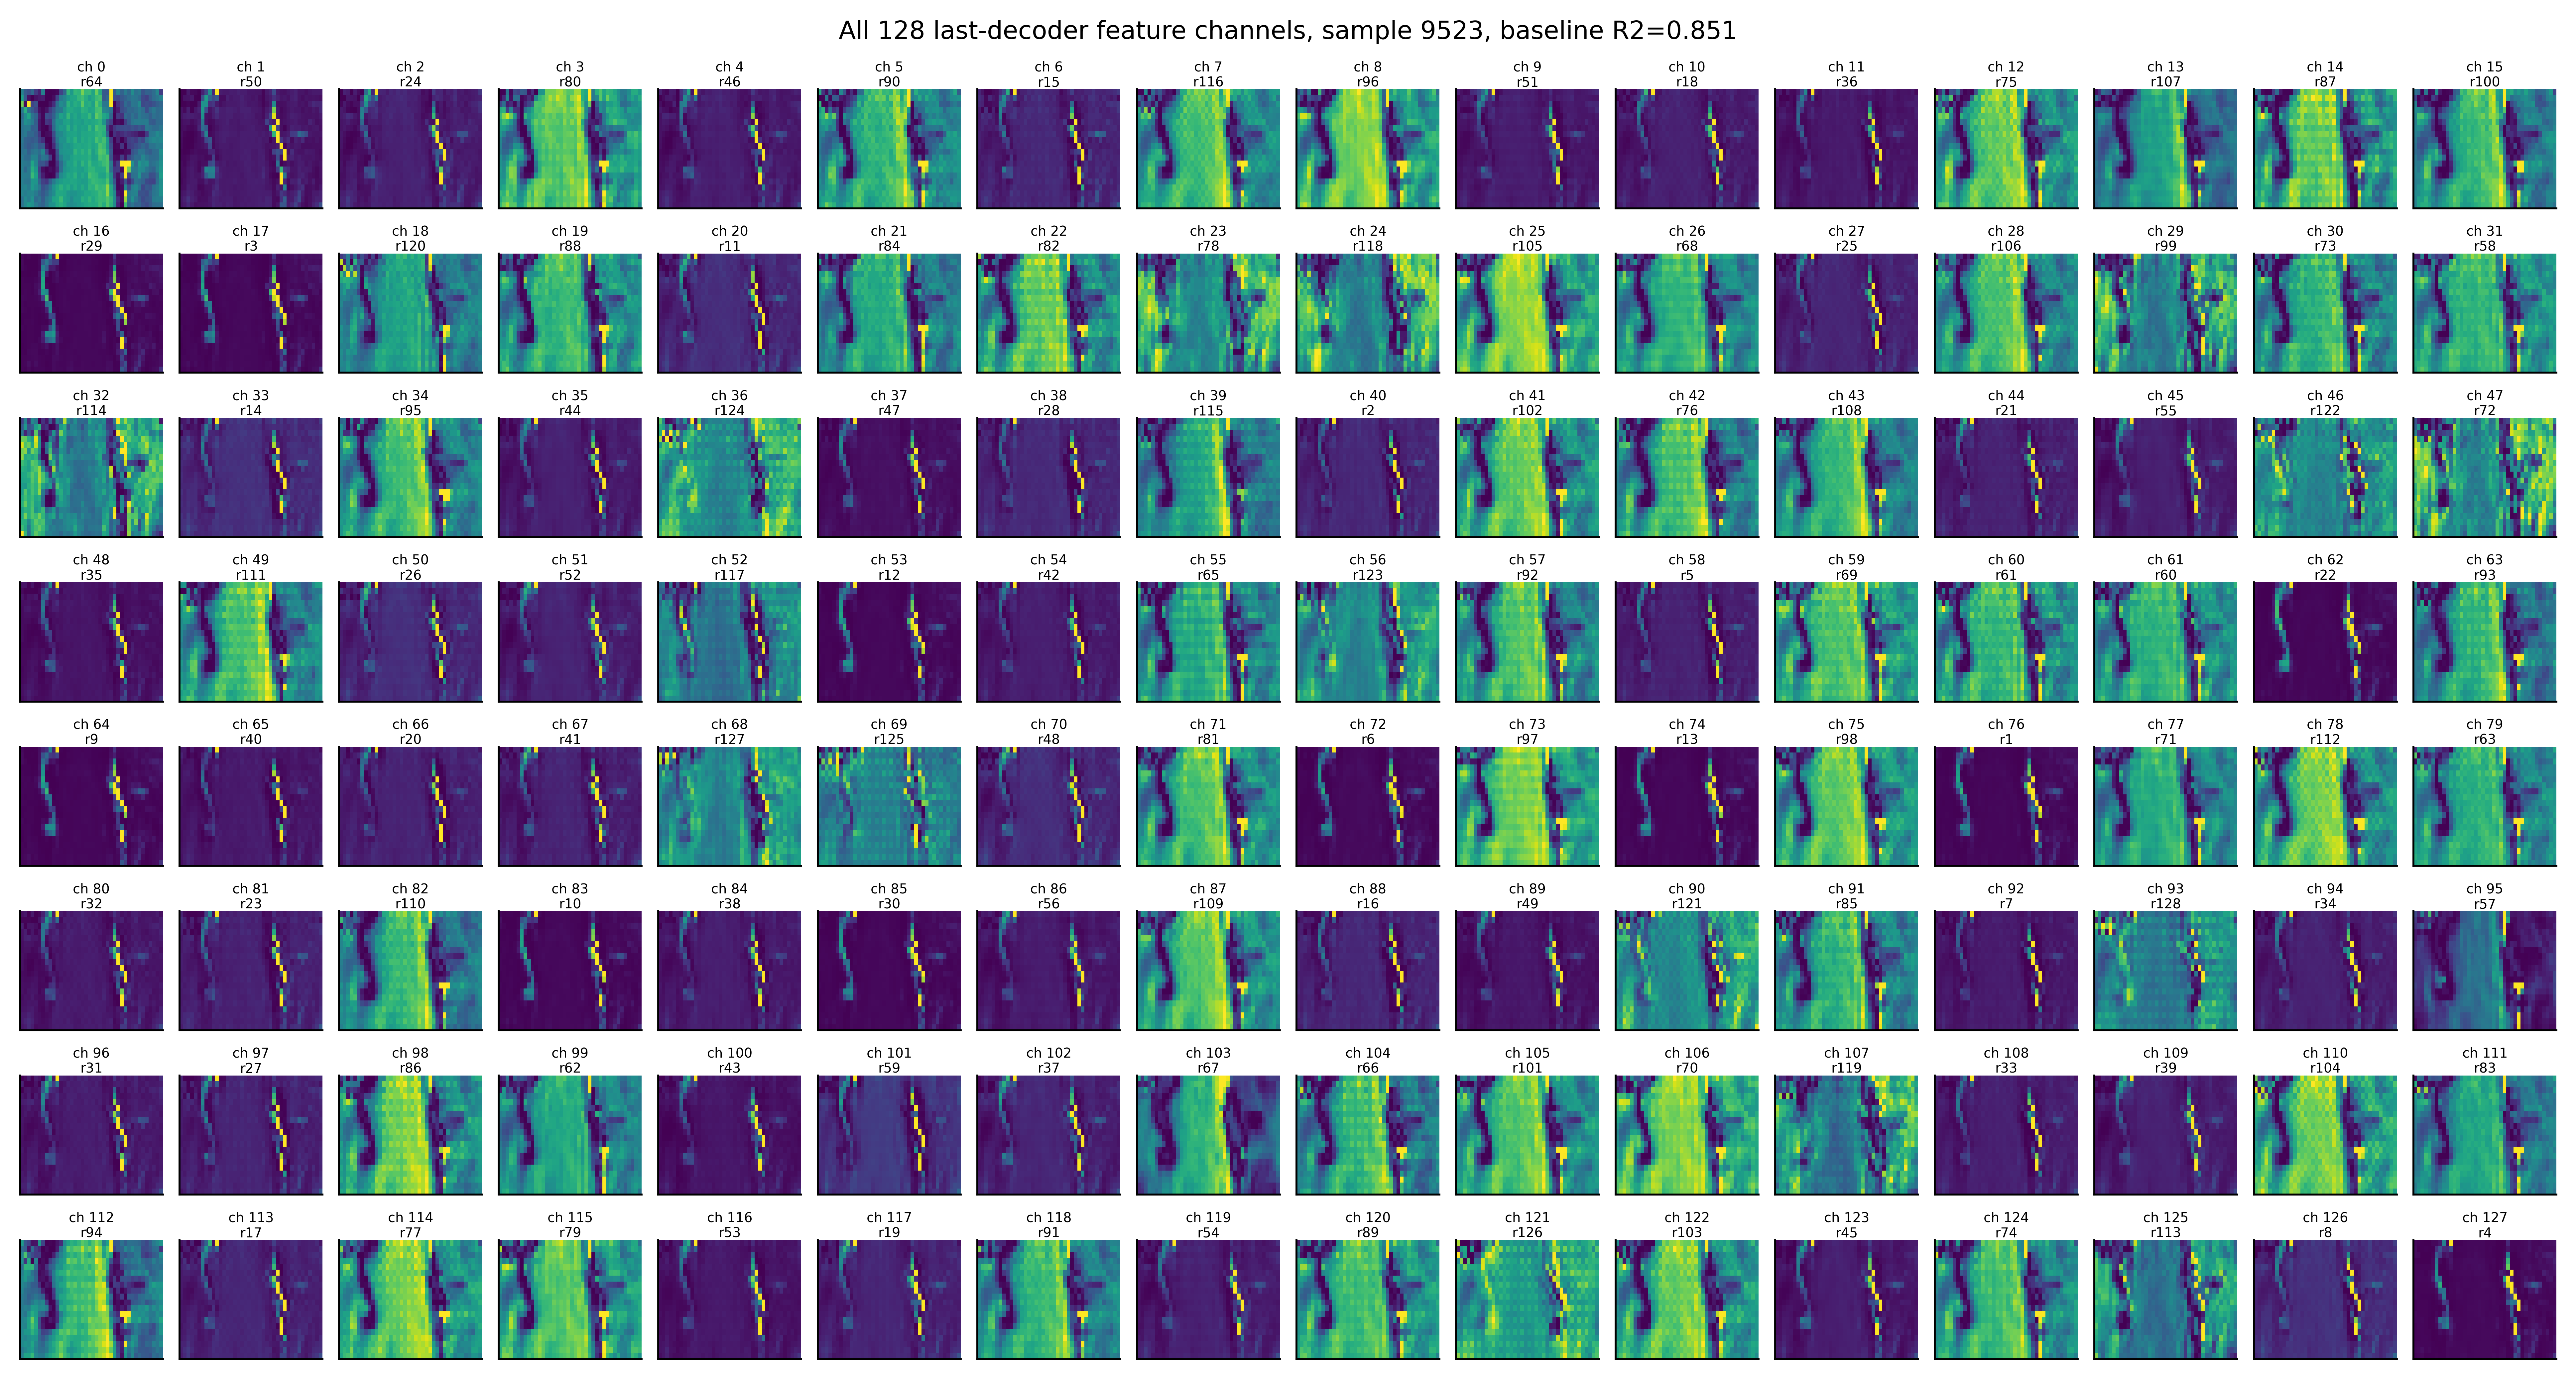 All 128 last-decoder feature channels, sample 9523, baseline R2=0.851
ch 0 ch 1 ch 2 ch 3 ch 4 ch 5 ch 6 ch 7 ch 8 ch 9 ch 10 ch 11 ch 12 ch 13 ch 14 ch 15
r64 r50 r24 r80 r46 r90 r15 r116 r96 r51 r18 r36 r75 r107 r87 r100
ch 16 ch 17 ch 18 ch 19 ch 20 ch 21 ch 22 ch 23 ch 24 ch 25 ch 26 ch 27 ch 28 ch 29 ch 30 ch 31
r29 r3 r120 r88 r11 r84 r82 r78 r118 r105 r68 r25 r106 r99 r73 r58
ch 32 ch 33 ch 34 ch 35 ch 36 ch 37 ch 38 ch 39 ch 40 ch 41 ch 42 ch 43 ch 44 ch 45 ch 46 ch 47
r114 r14 r95 r44 r124 r47 r28 r115 r2 r102 r76 r108 r21 r55 r122 r72
ch 48 ch 49 ch 50 ch 51 ch 52 ch 53 ch 54 ch 55 ch 56 ch 57 ch 58 ch 59 ch 60 ch 61 ch 62 ch 63
r35 r111 r26 r52 r117 r12 r42 r65 r123 r92 r5 r69 r61 r60 r22 r93
ch 64 ch 65 ch 66 ch 67 ch 68 ch 69 ch 70 ch 71 ch 72 ch 73 ch 74 ch 75 ch 76 ch 77 ch 78 ch 79
r9 r40 r20 r41 r127 r125 r48 r81 r6 r97 r13 r98 r1 r71 r112 r63
ch 80 ch 81 ch 82 ch 83 ch 84 ch 85 ch 86 ch 87 ch 88 ch 89 ch 90 ch 91 ch 92 ch 93 ch 94 ch 95
r32 r23 r110 r10 r38 r30 r56 r109 r16 r49 r121 r85 r7 r128 r34 r57
ch 96 ch 97 ch 98 ch 99 ch 100 ch 101 ch 102 ch 103 ch 104 ch 105 ch 106 ch 107 ch 108 ch 109 ch 110 ch 111
r31 r27 r86 r62 r43 r59 r37 r67 r66 r101 r70 r119 r33 r39 r104 r83
ch 112 ch 113 ch 114 ch 115 ch 116 ch 117 ch 118 ch 119 ch 120 ch 121 ch 122 ch 123 ch 124 ch 125 ch 126 ch 127
r94 r17 r77 r79 r53 r19 r91 r54 r89 r126 r103 r45 r74 r113 r8 r4